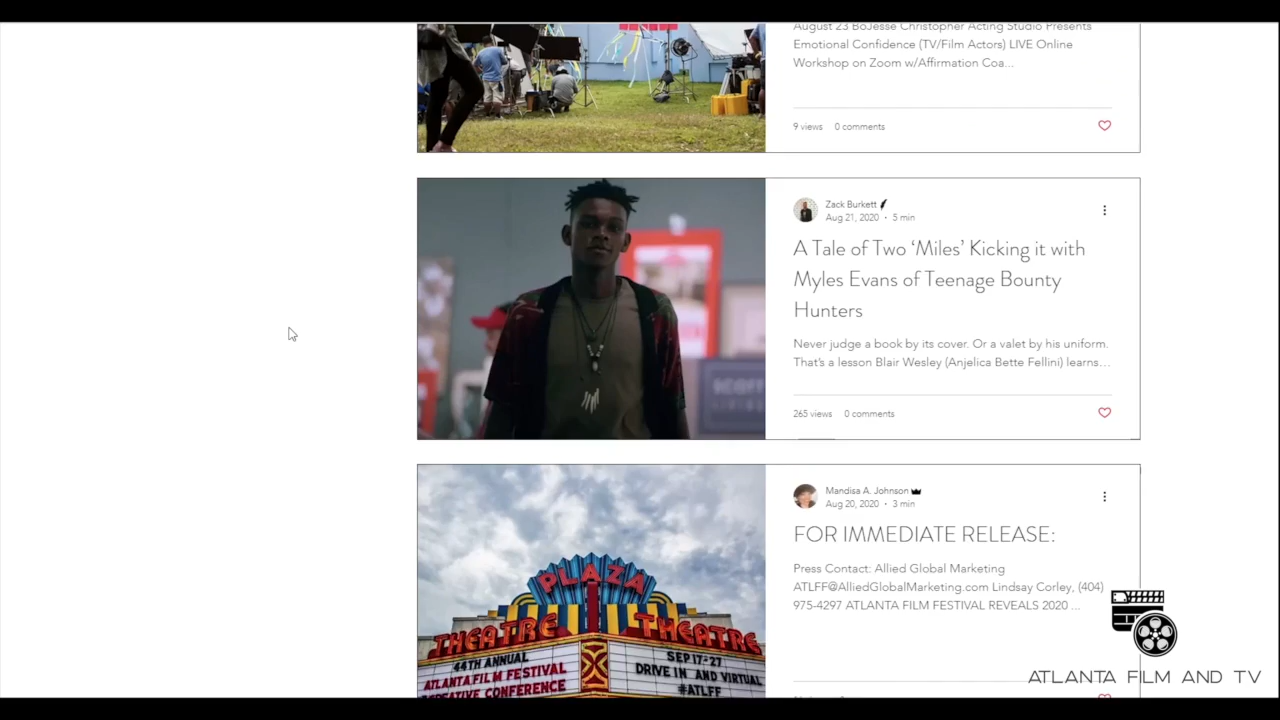 August 23 BoJesse Christopher Acting Studio Presents
Emotional Confidence (TV/Film Actors) LIVE Online
Workshop on Zoom w/Affirmation Coa...
9 views 0 comments
Zack Burkett
Aug 21, 2020 · 5 min
A Tale of Two ‘Miles’ Kicking it with
Myles Evans of Teenage Bounty
Hunters
Never judge a book by its cover. Or a valet by his uniform.
That’s a lesson Blair Wesley (Anjelica Bette Fellini) learns...
265 views 0 comments
Mandisa A. Johnson
Aug 20, 2020 · 3 min
FOR IMMEDIATE RELEASE:
Press Contact: Allied Global Marketing
ATLFF@AlliedGlobalMarketing.com Lindsay Corley, (404)
975-4297 ATLANTA FILM FESTIVAL REVEALS 2020 ...
PLAZA
THEATRE THEATRE
44TH ANNUAL
ATLANTA FILM FESTIVAL
CREATIVE CONFERENCE
SEP 17-27
DRIVE IN AND VIRTUAL
#ATLFF
ATLANTA FILM AND TV